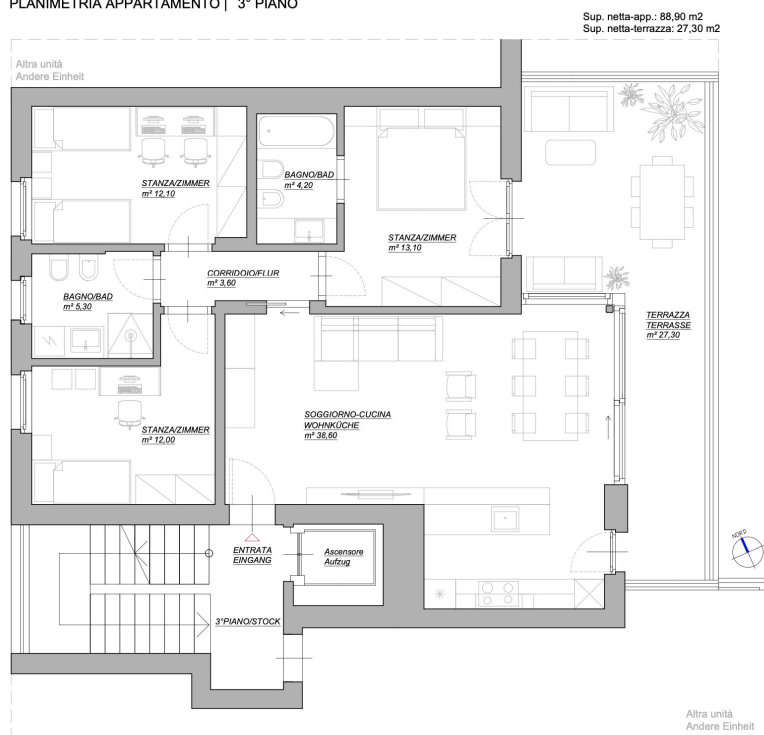 PLANIMETRIA APPARTAMENTO | 3° PIANO
Sup. netta-app.: 88,90 m2
Sup. netta-terrazza: 27,30 m2
Altra unità
Andere Einheit
STANZA/ZIMMER
m² 12,10
BAGNO/BAD
m² 4,20
STANZA/ZIMMER
m² 13,10
CORRIDOIO/FLUR
m² 3,60
BAGNO/BAD
m² 5,30
TERRAZZA
TERRASSE
m² 27,30
STANZA/ZIMMER
m² 12,00
SOGGIORNO-CUCINA
WOHNKÜCHE
m² 38,60
ENTRATA
EINGANG
Ascensore
Aufzug
NORD
3°PIANO/STOCK
Altra unità
Andere Einheit